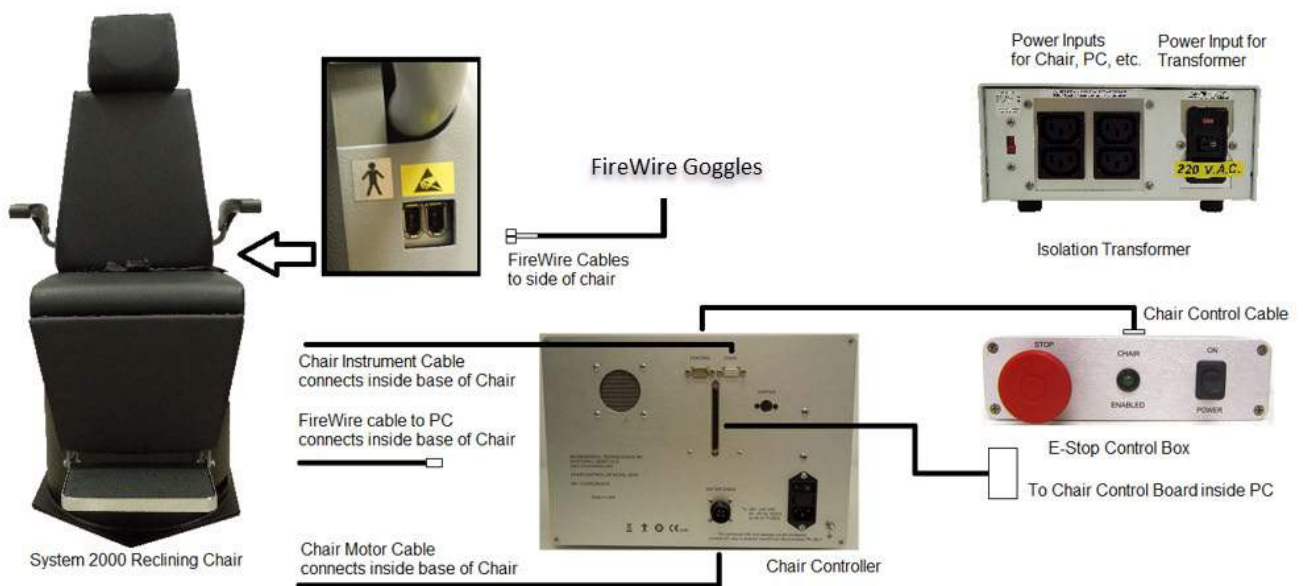 Power Inputs
for Chair, PC, etc.
Power Input for
Transformer
220 V.A.C.
Isolation Transformer
FireWire Goggles
FireWire Cables
to side of chair
Chair Control Cable
Chair Instrument Cable
connects inside base of Chair
FireWire cable to PC
connects inside base of Chair
Chair Motor Cable
connects inside base of Chair
CONTROL
CHAIR
MOTOR CABLE
STOP
CHAIR
ENABLED
ON
POWER
E-Stop Control Box
To Chair Control Board inside PC
System 2000 Reclining Chair
Chair Controller